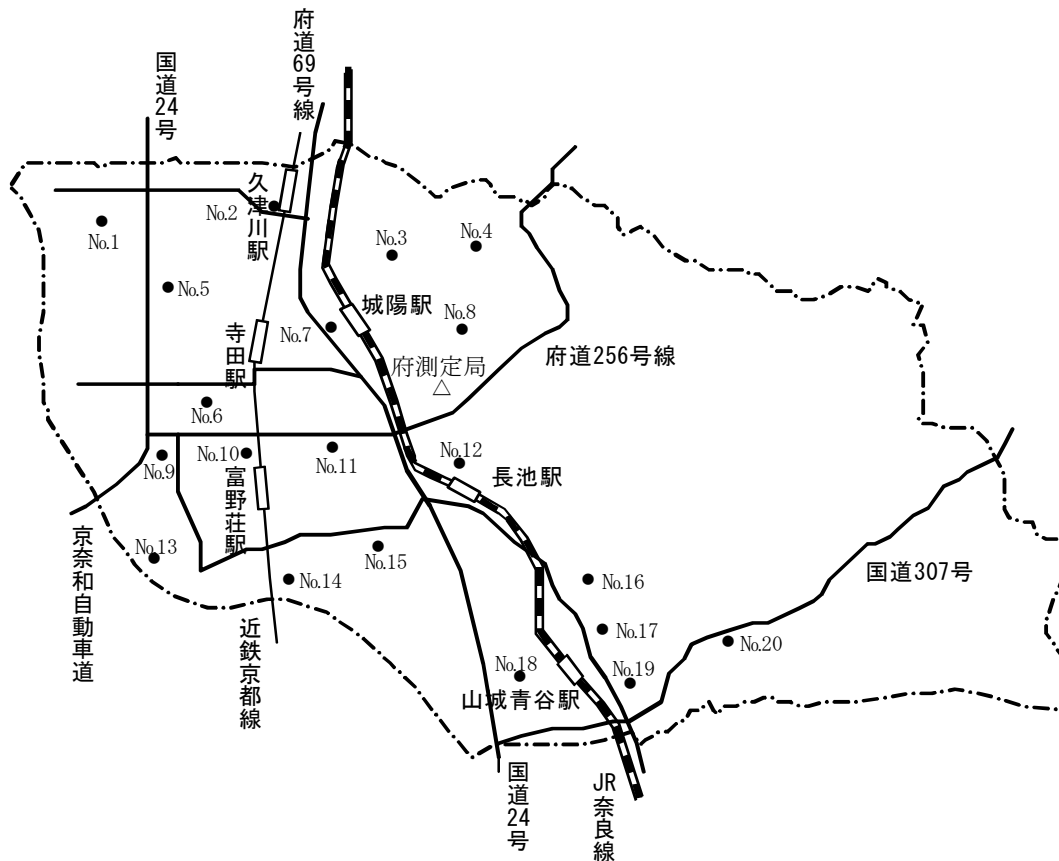 府道69号線
国道24号
久津川駅
No.2
No.1
No.3
No.4
No.5
城陽駅
No.7
No.8
寺田駅
府測定局
△
府道256号線
No.6
No.9
No.10
No.11
No.12
富野荘駅
長池駅
京奈和自動車道
No.13
No.14
No.15
No.16
国道307号
近鉄京都線
No.17
No.20
No.18
No.19
山城青谷駅
国道24号
JR奈良線